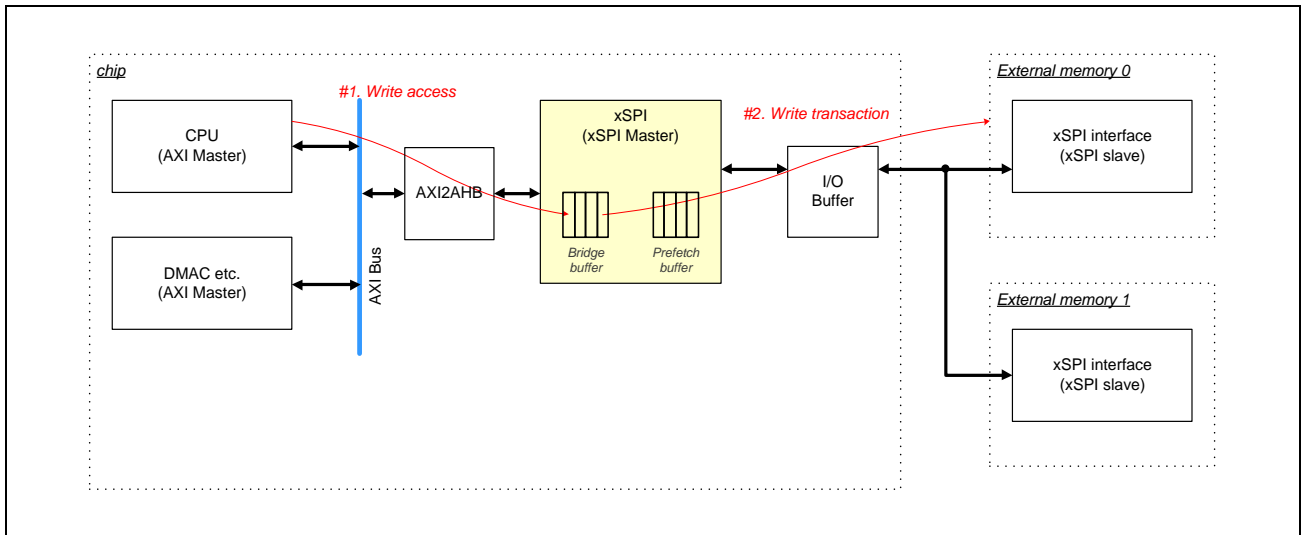 chip
External memory 0
#1. Write access
#2. Write transaction
CPU
(AXI Master)
AXI2AHB
xSPI
(xSPI Master)
I/O
Buffer
xSPI interface
(xSPI slave)
Bridge
buffer
Prefetch
buffer
DMAC etc.
(AXI Master)
AXI Bus
External memory 1
xSPI interface
(xSPI slave)